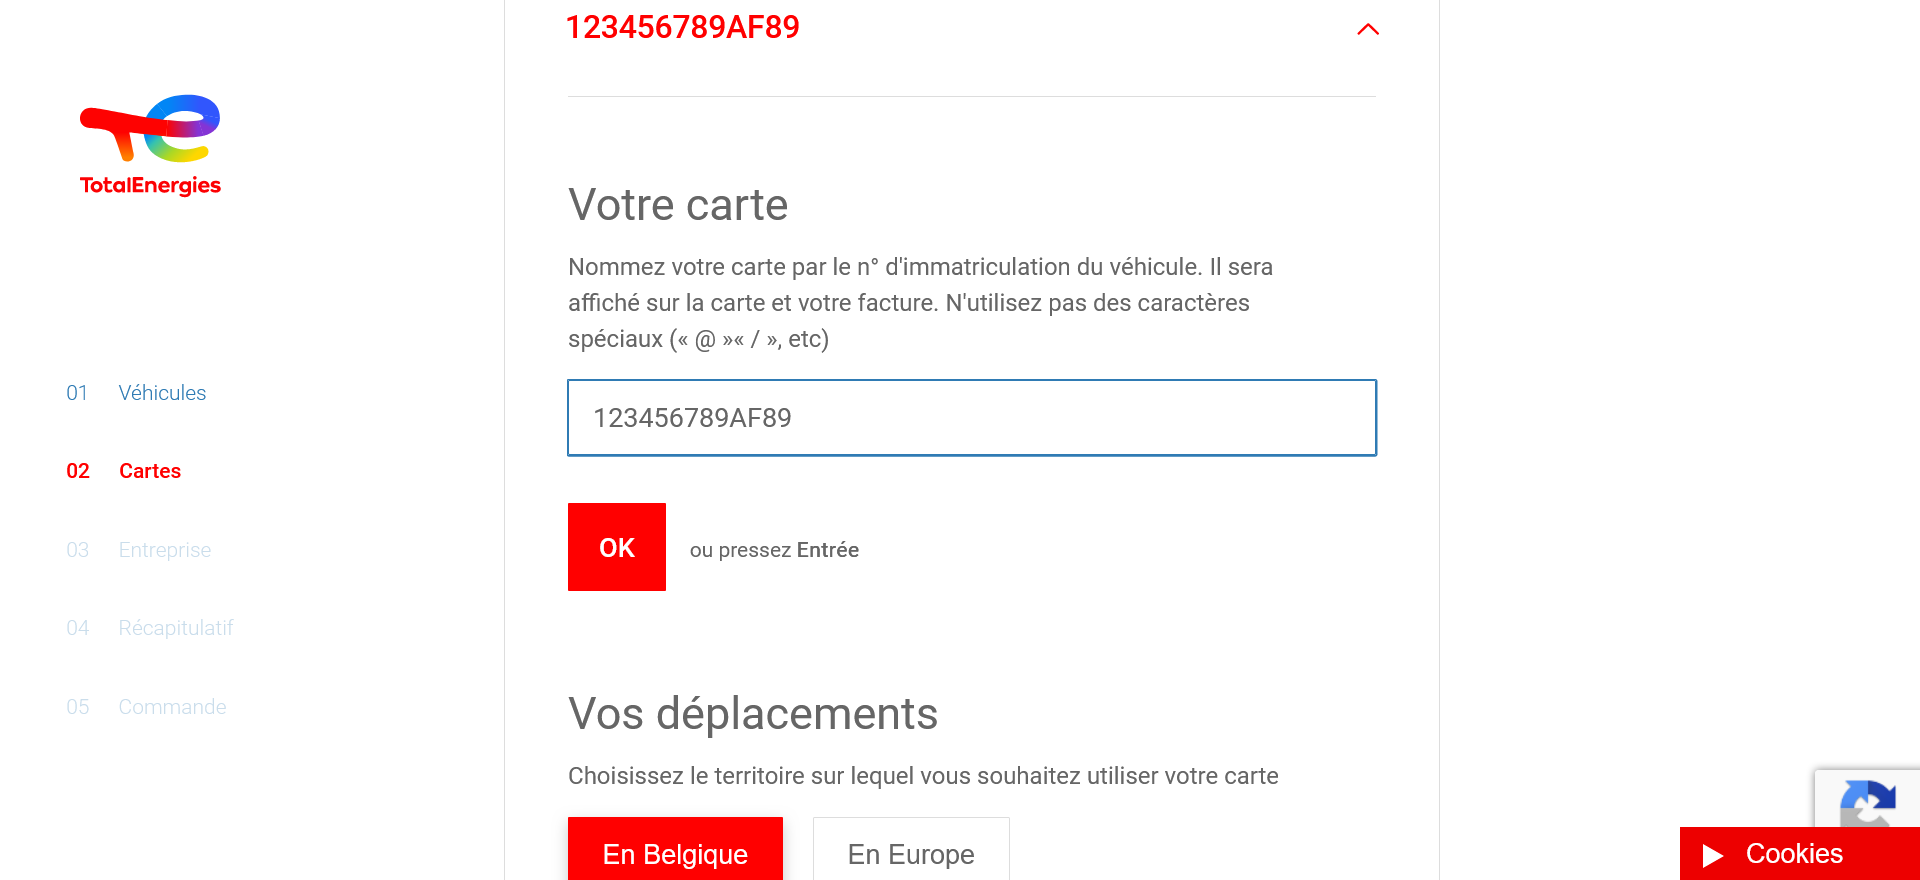 123456789AF89
TotalEnergies
Votre carte
Nommez votre carte par le n° d'immatriculation du véhicule. Il sera
affiché sur la carte et votre facture. N'utilisez pas des caractères
spéciaux (« @ »« / », etc)
01 Véhicules
123456789AF89
02 Cartes
OK ou pressez Entrée
03 Entreprise
04 Récapitulatif
05 Commande
Vos déplacements
Choisissez le territoire sur lequel vous souhaitez utiliser votre carte
En Belgique En Europe
Cookies